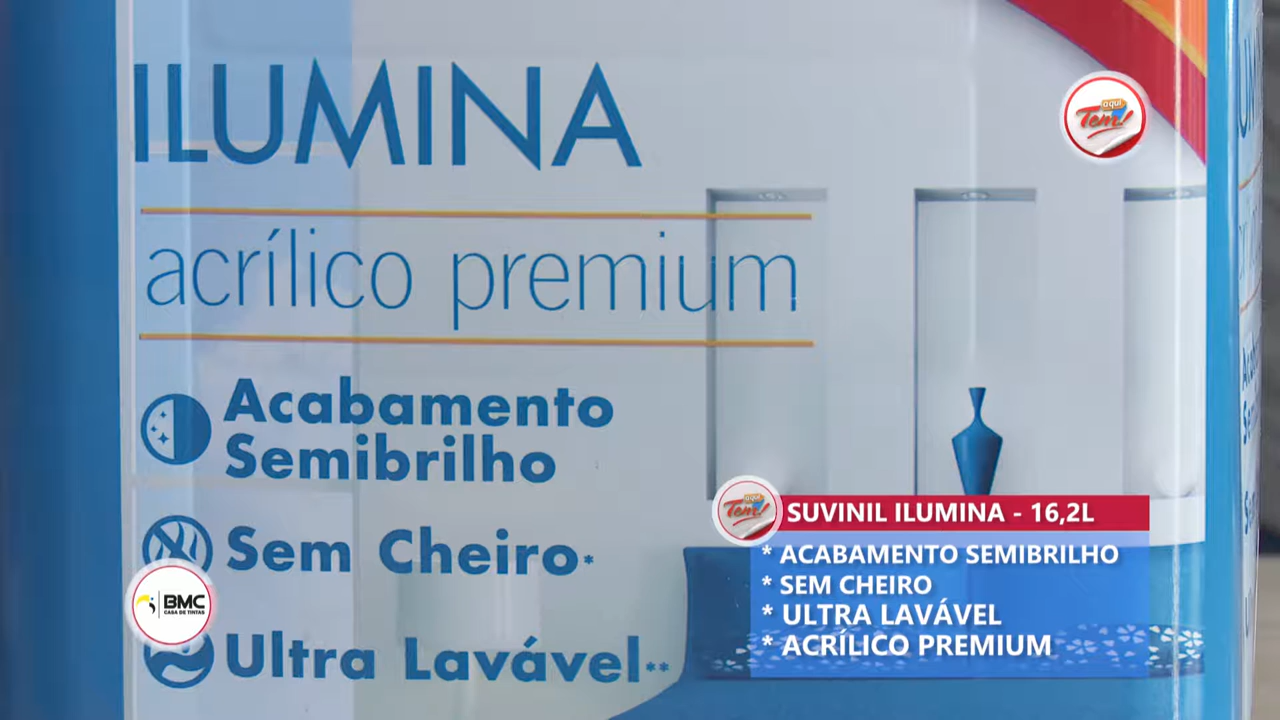 ILUMINA
acrílico premium
Acabamento
Semibrilho
Sem Cheiro*
Ultra Lavável**
aqui
Tem!
BMC
CASA DE TINTAS
aqui
Tem!
SUVINIL ILUMINA - 16,2L
* ACABAMENTO SEMIBRILHO
* SEM CHEIRO
* ULTRA LAVÁVEL
* ACRÍLICO PREMIUM